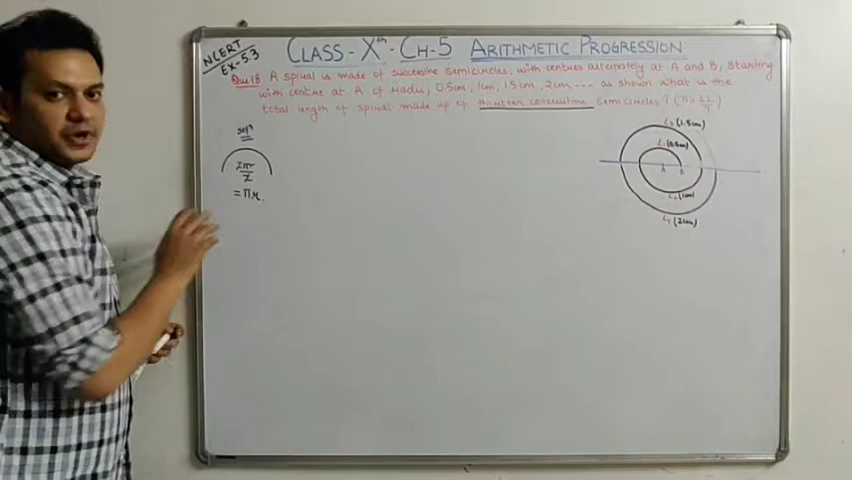 NCERT
EX-5.3
CLASS-Xth-CH-5 ARITHMETIC PROGRESSION
Que 18 A spiral is made of successive semicircles, with centres alternately at A and B, starting
with centre at A of radii, 0.5cm, 1cm, 1.5cm, 2cm --- as shown what is the
total length of spiral made up of thirteen consecutive semicircles? (π=22/7)
solⁿ
2πr/2
=πr.
l₃(1.5cm)
l₁(0.5cm)
A B
l₂(1cm)
(2cm)